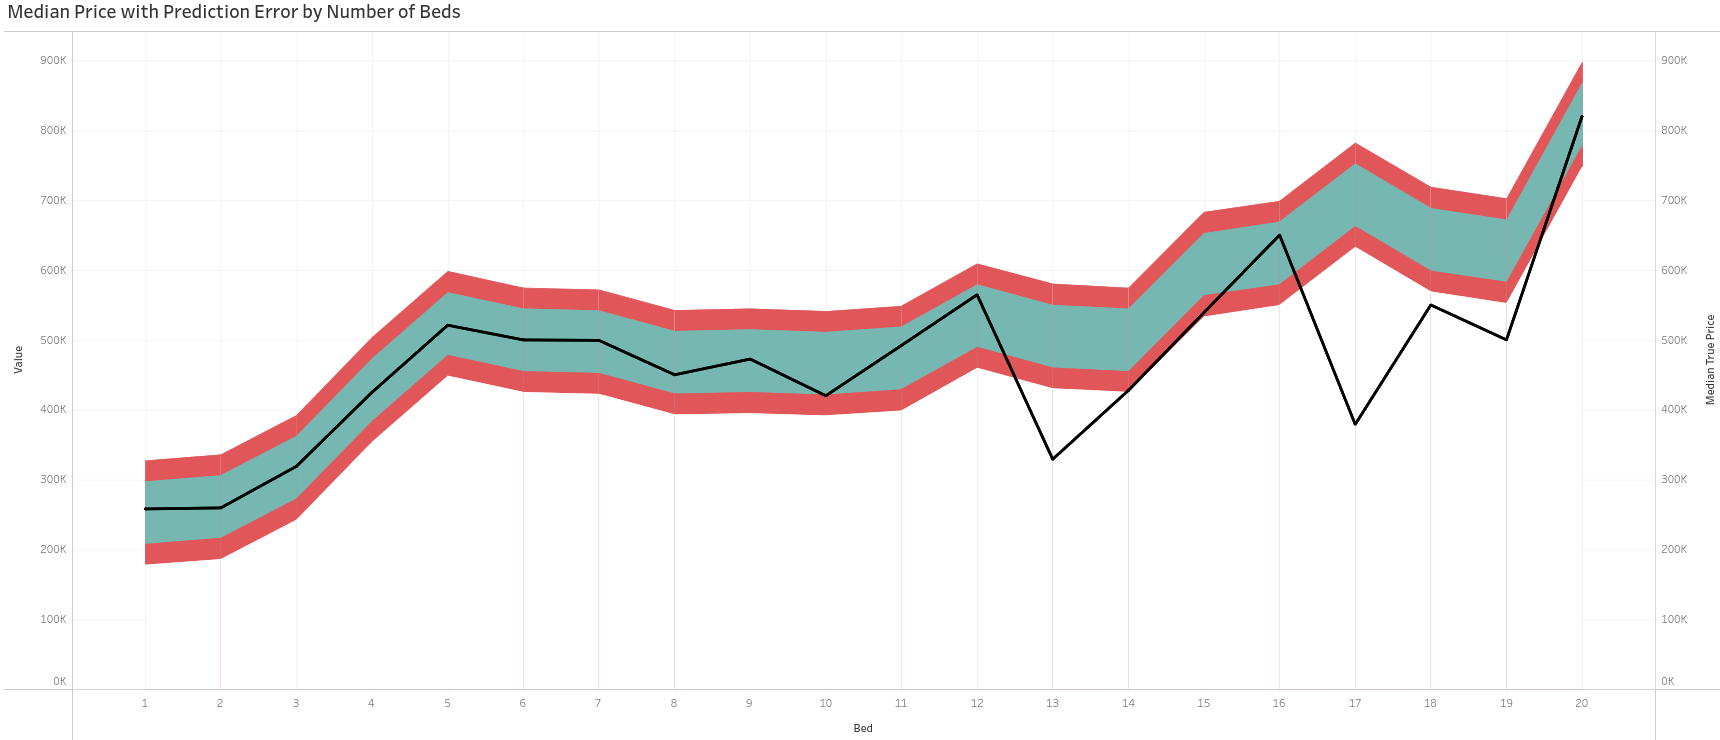 Median Price with Prediction Error by Number of Beds
900K 900K
800K 800K
700K 700K
600K 600K
500K 500K
400K 400K
300K 300K
200K 200K
100K 100K
0K 0K
Value
Median True Price
1 2 3 4 5 6 7 8 9 10 11 12 13 14 15 16 17 18 19 20
Bed